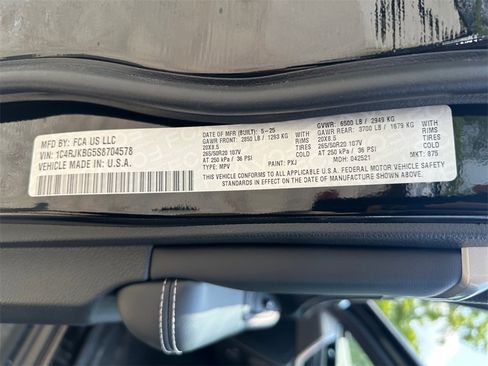 MFD BY: FCA US LLC
VIN: 1C4RJKBG5S8704578
VEHICLE MADE IN: U.S.A.
DATE OF MFR (BUILT): 5-25
GVWR: 6500 LB / 2949 KG
GAWR FRONT: 2850 LB / 1293 KG WITH
GAWR REAR: 3700 LB / 1679 KG WITH
20X8.5 RIMS
20X8.5 RIMS
265/50R20 107V TIRES
265/50R20 107V TIRES
AT 250 kPa / 36 PSI COLD
AT 250 kPa / 36 PSI COLD
TYPE: MPV
PAINT: PXJ
MDH: 042521
MKT: 875
THIS VEHICLE CONFORMS TO ALL APPLICABLE U.S.A. FEDERAL MOTOR VEHICLE SAFETY
STANDARDS IN EFFECT ON THE DATE OF MANUFACTURE SHOWN ABOVE.